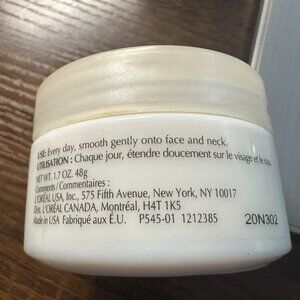 USE: Every day, smooth gently onto face and neck.
UTILISATION : Chaque jour, étendre doucement sur le visage et le cou.
NET WT. 1.7 OZ. 48g
Comments / Commentaires :
L'ORÉAL USA, Inc., 575 Fifth Avenue, New York, NY 10017
Dist. L'ORÉAL CANADA, Montréal, H4T 1K5
Made in USA Fabriqué aux É.U. P545-01 1212385
20N302